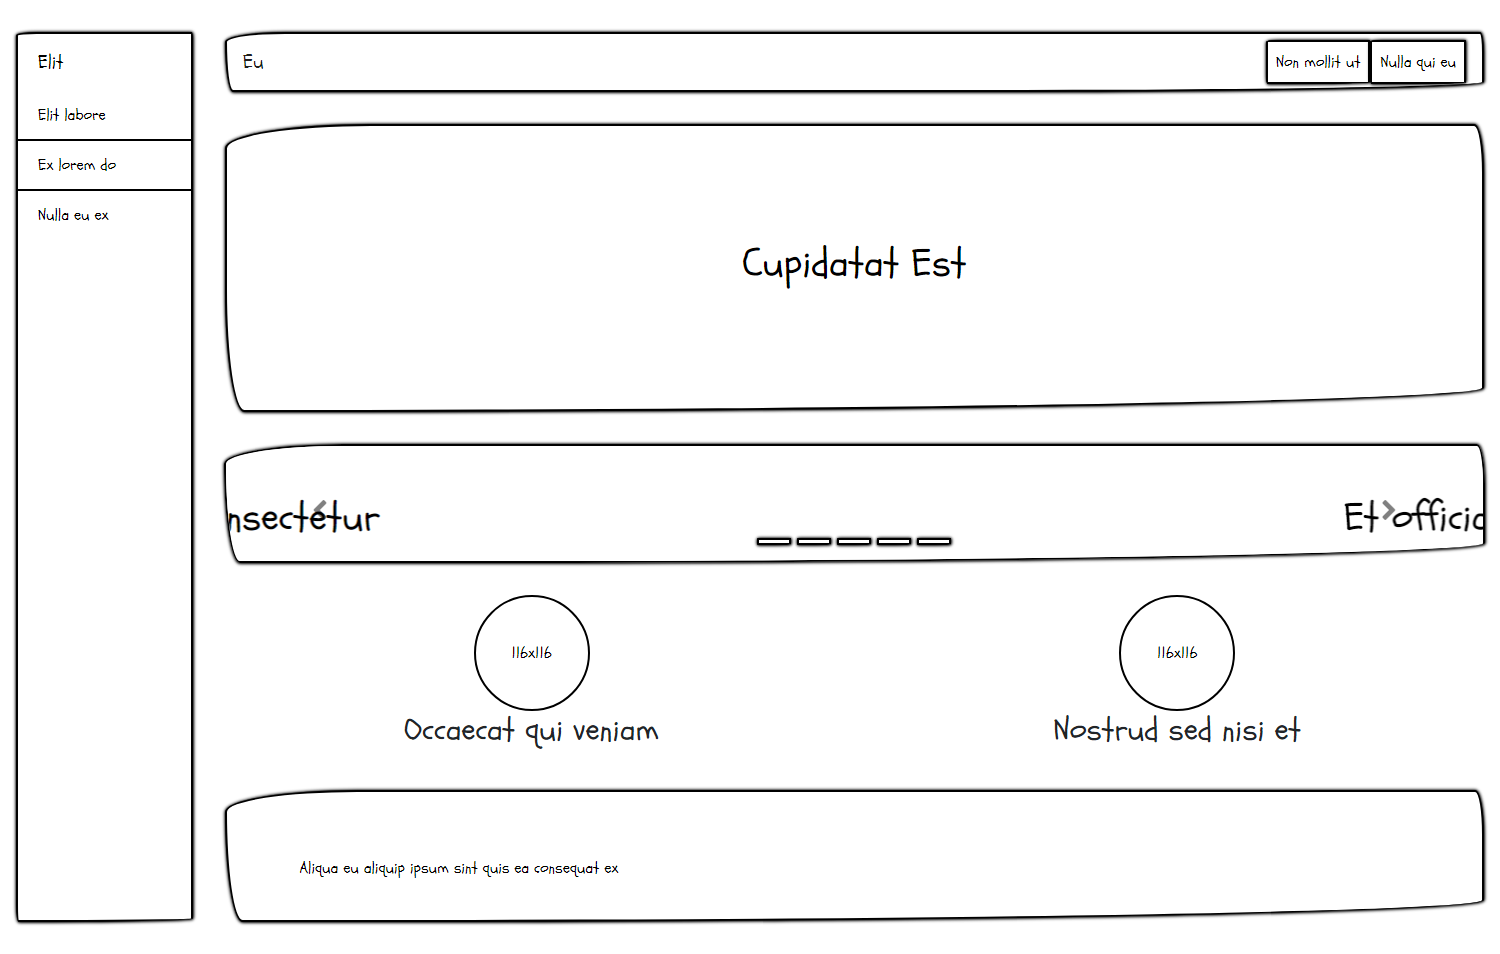 Elit
Elit labore
Ex lorem do
Nulla eu ex
Eu
Non mollit ut
Nulla qui eu
Cupidatat Est
nsectetur
Et officia
116x116
Occaecat qui veniam
116x116
Nostrud sed nisi et
Aliqua eu aliquip ipsum sint quis ea consequat ex